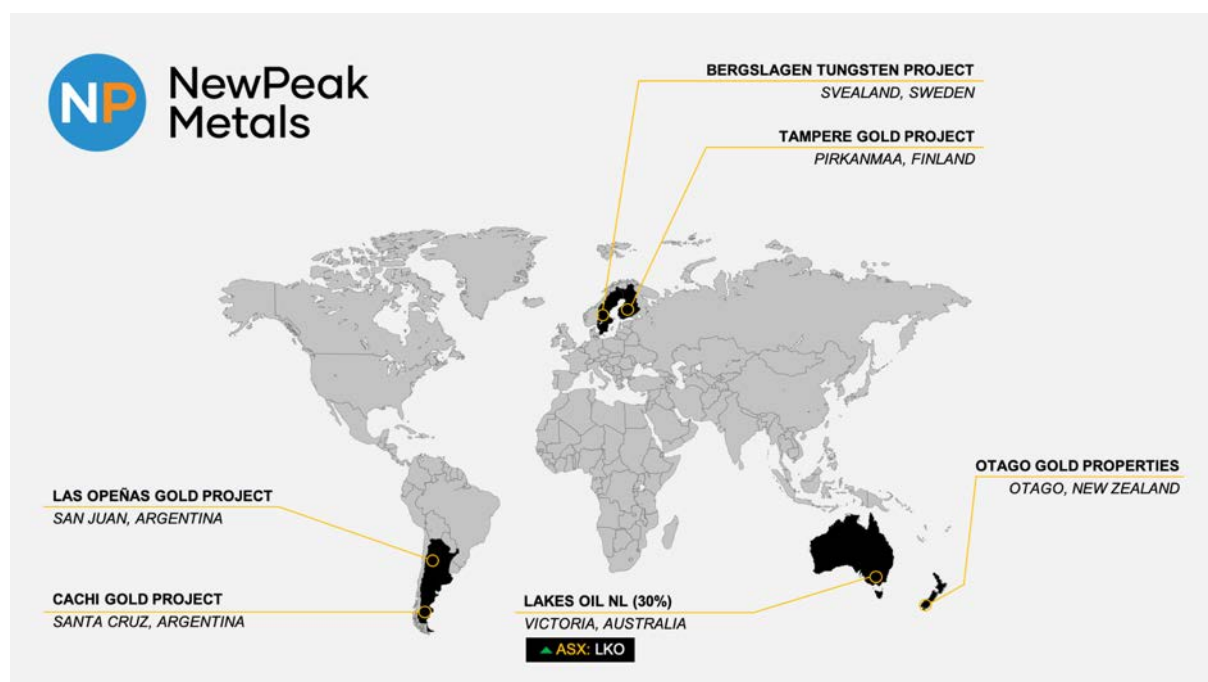 NP
NewPeak
Metals
BERGSLAGEN TUNGSTEN PROJECT
SVEALAND, SWEDEN
TAMPERE GOLD PROJECT
PIRKANMAA, FINLAND
OTAGO GOLD PROPERTIES
OTAGO, NEW ZEALAND
LAS OPEÑAS GOLD PROJECT
SAN JUAN, ARGENTINA
CACHI GOLD PROJECT
SANTA CRUZ, ARGENTINA
LAKES OIL NL (30%)
VICTORIA, AUSTRALIA
ASX: LKO